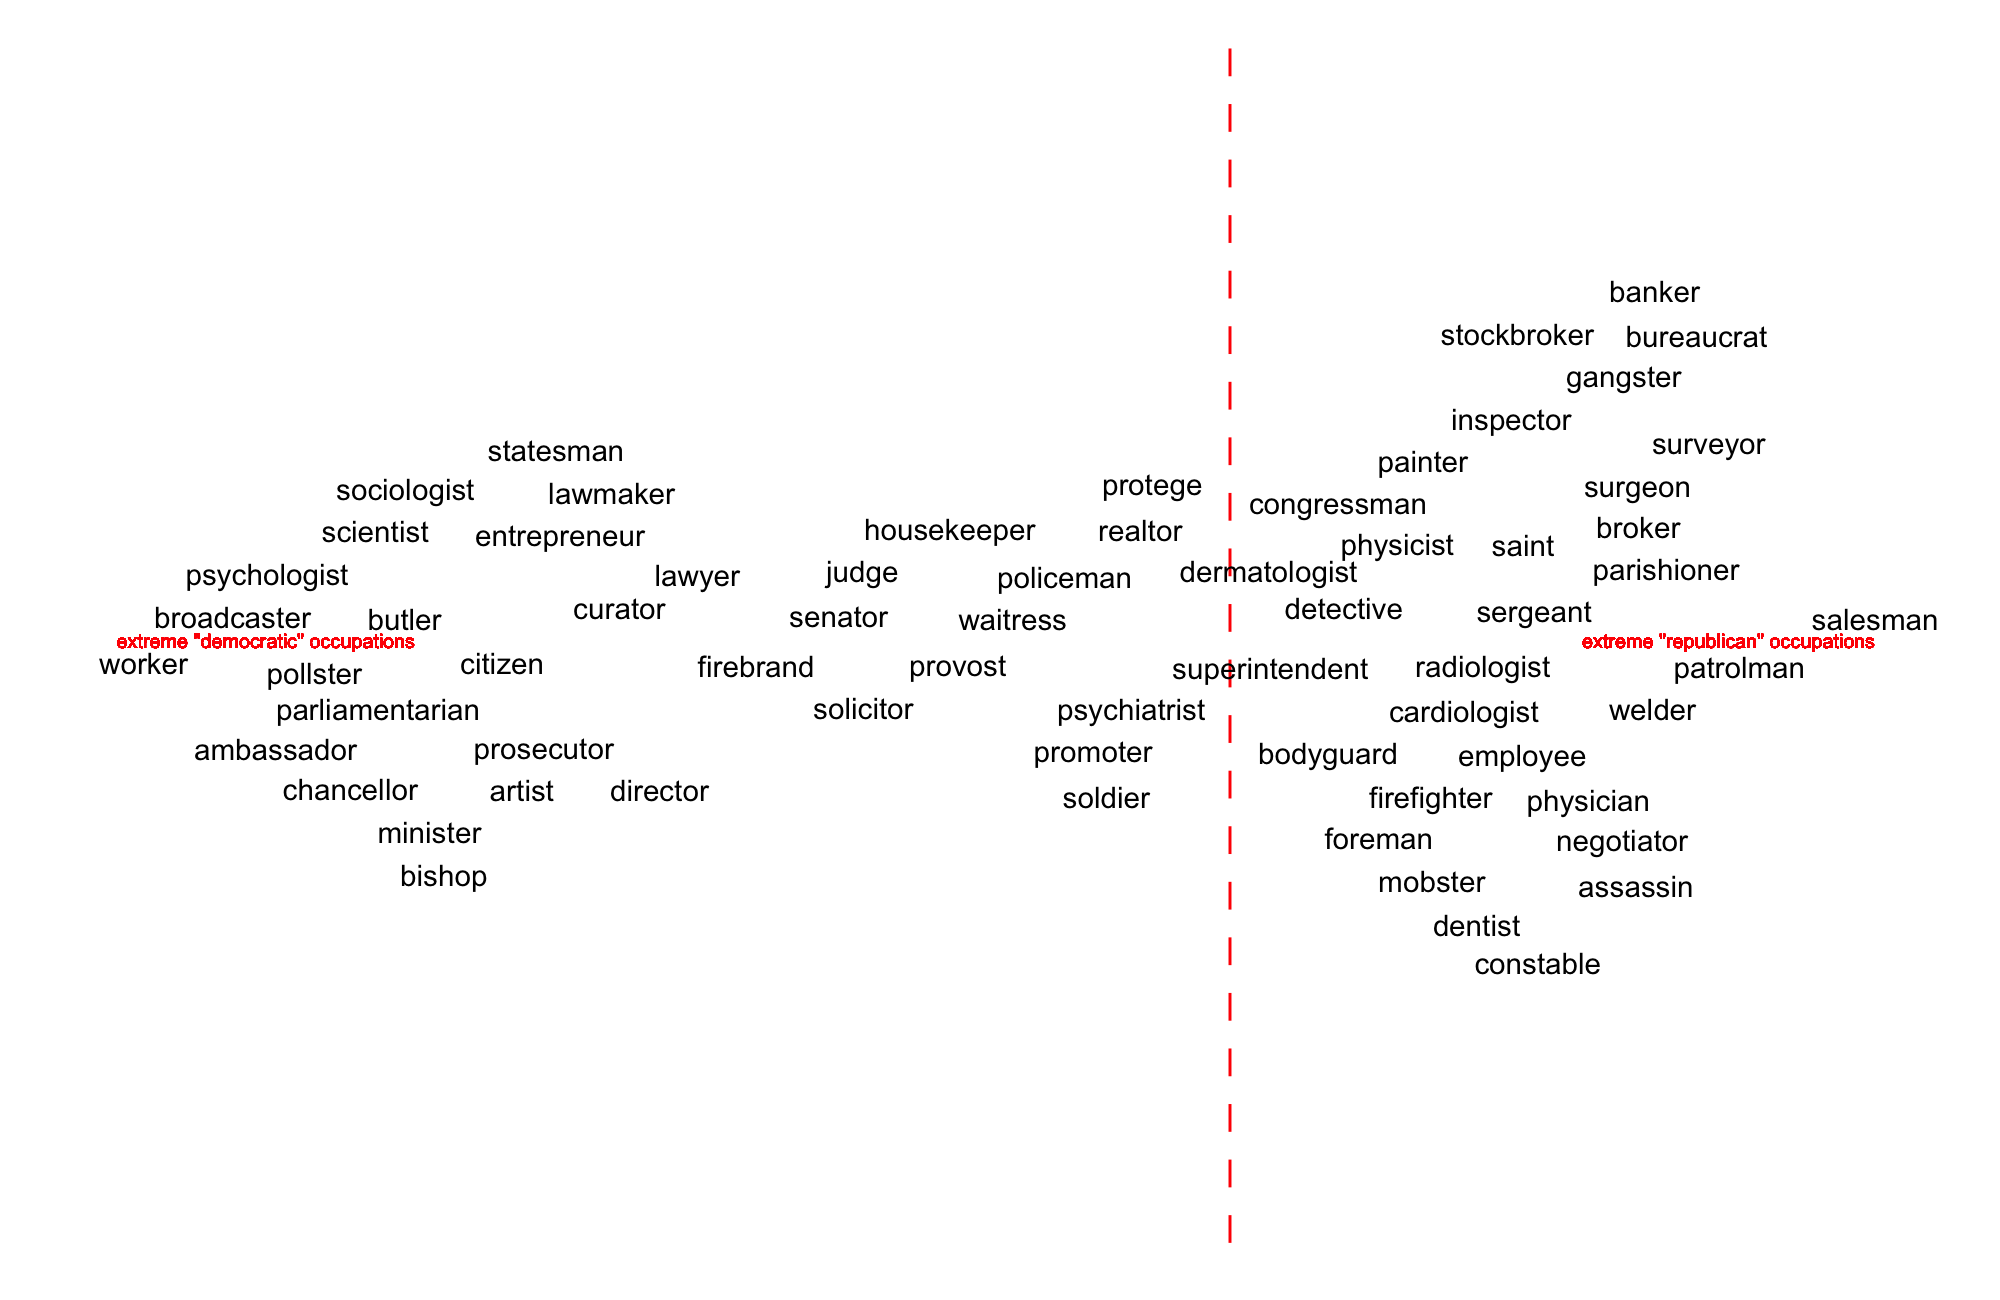 banker
stockbroker bureaucrat
gangster
inspector
statesman surveyor
painter
sociologist lawmaker protege surgeon
congressman
scientist entrepreneur housekeeper realtor broker
physicist saint
psychologist lawyer judge policeman dermatologist parishioner
curator detective sergeant
broadcaster butler senator waitress salesman
extreme "democratic" occupations extreme "republican" occupations
worker pollster citizen firebrand provost superintendent radiologist patrolman
parliamentarian solicitor psychiatrist cardiologist welder
ambassador prosecutor promoter bodyguard employee
chancellor artist director soldier firefighter physician
minister foreman negotiator
bishop mobster assassin
dentist
constable